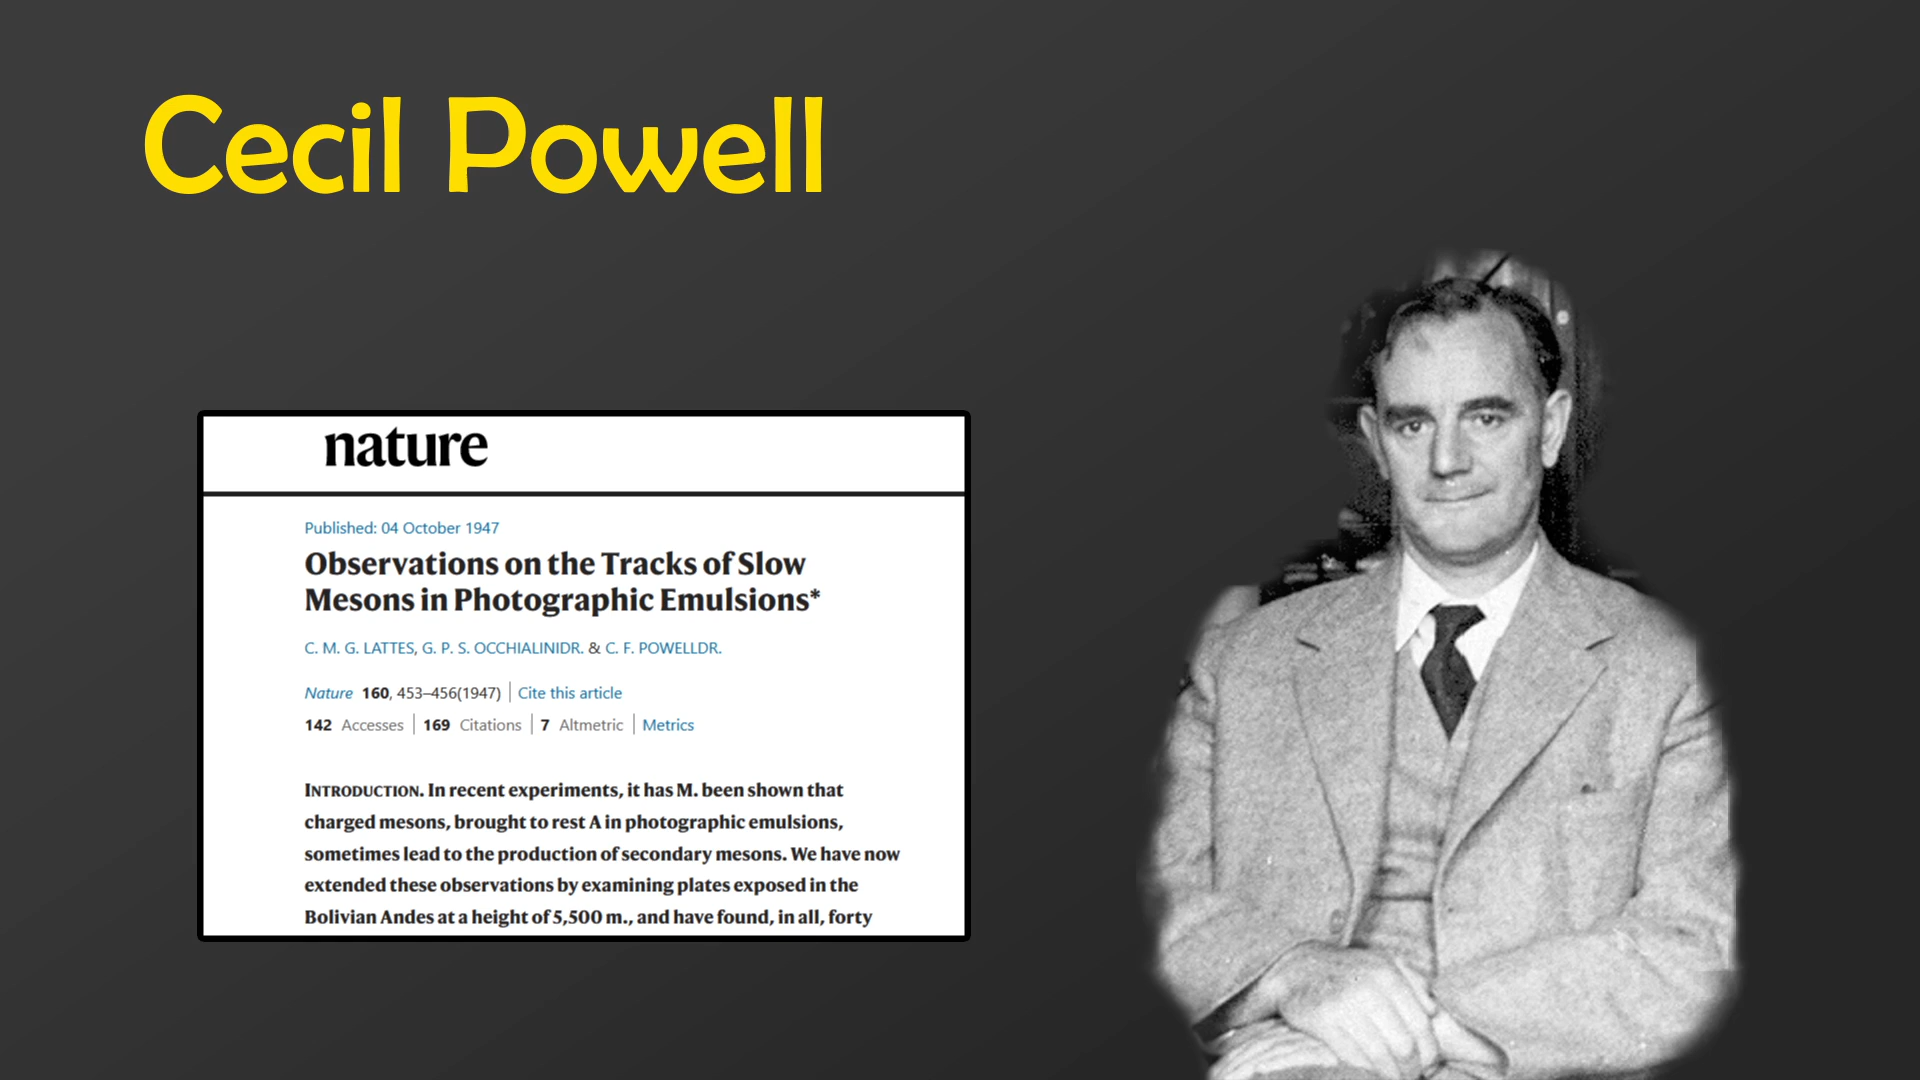 Cecil Powell
nature
Published: 04 October 1947
Observations on the Tracks of Slow
Mesons in Photographic Emulsions*
C. M. G. LATTES, G. P. S. OCCHIALINIDR. & C. F. POWELLDR.
Nature 160, 453–456(1947) | Cite this article
142 Accesses | 169 Citations | 7 Altmetric | Metrics
INTRODUCTION. In recent experiments, it has M. been shown that
charged mesons, brought to rest A in photographic emulsions,
sometimes lead to the production of secondary mesons. We have now
extended these observations by examining plates exposed in the
Bolivian Andes at a height of 5,500 m., and have found, in all, forty